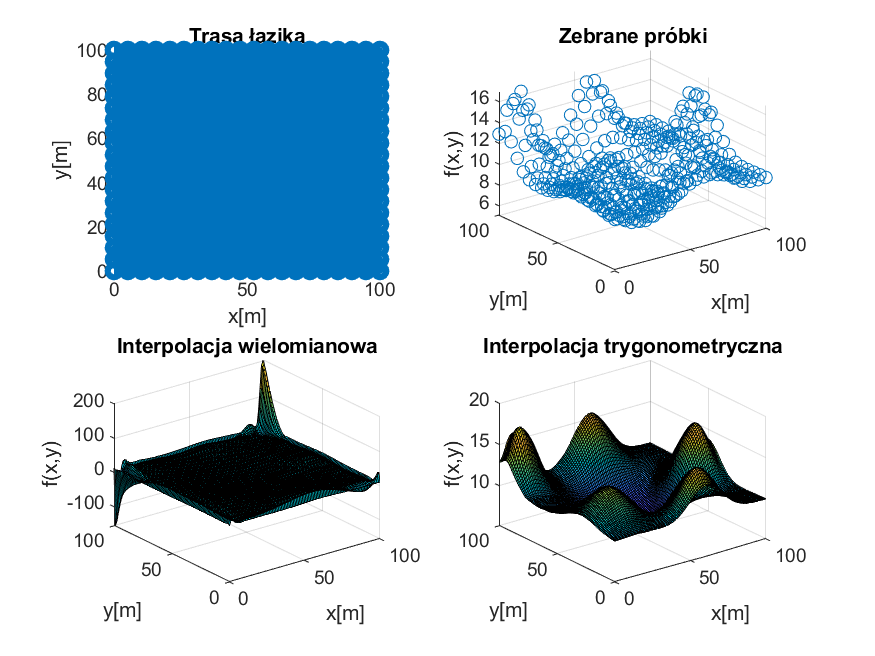 Trasa łazika
100
80
60
40
20
0
y[m]
0
50
100
x[m]
Zebrane próbki
16
14
12
10
8
6
f(x,y)
100
50
0
y[m]
0
50
100
x[m]
Interpolacja wielomianowa
200
100
0
-100
f(x,y)
100
50
0
y[m]
0
50
100
x[m]
Interpolacja trygonometryczna
20
15
10
f(x,y)
100
50
0
y[m]
0
50
100
x[m]